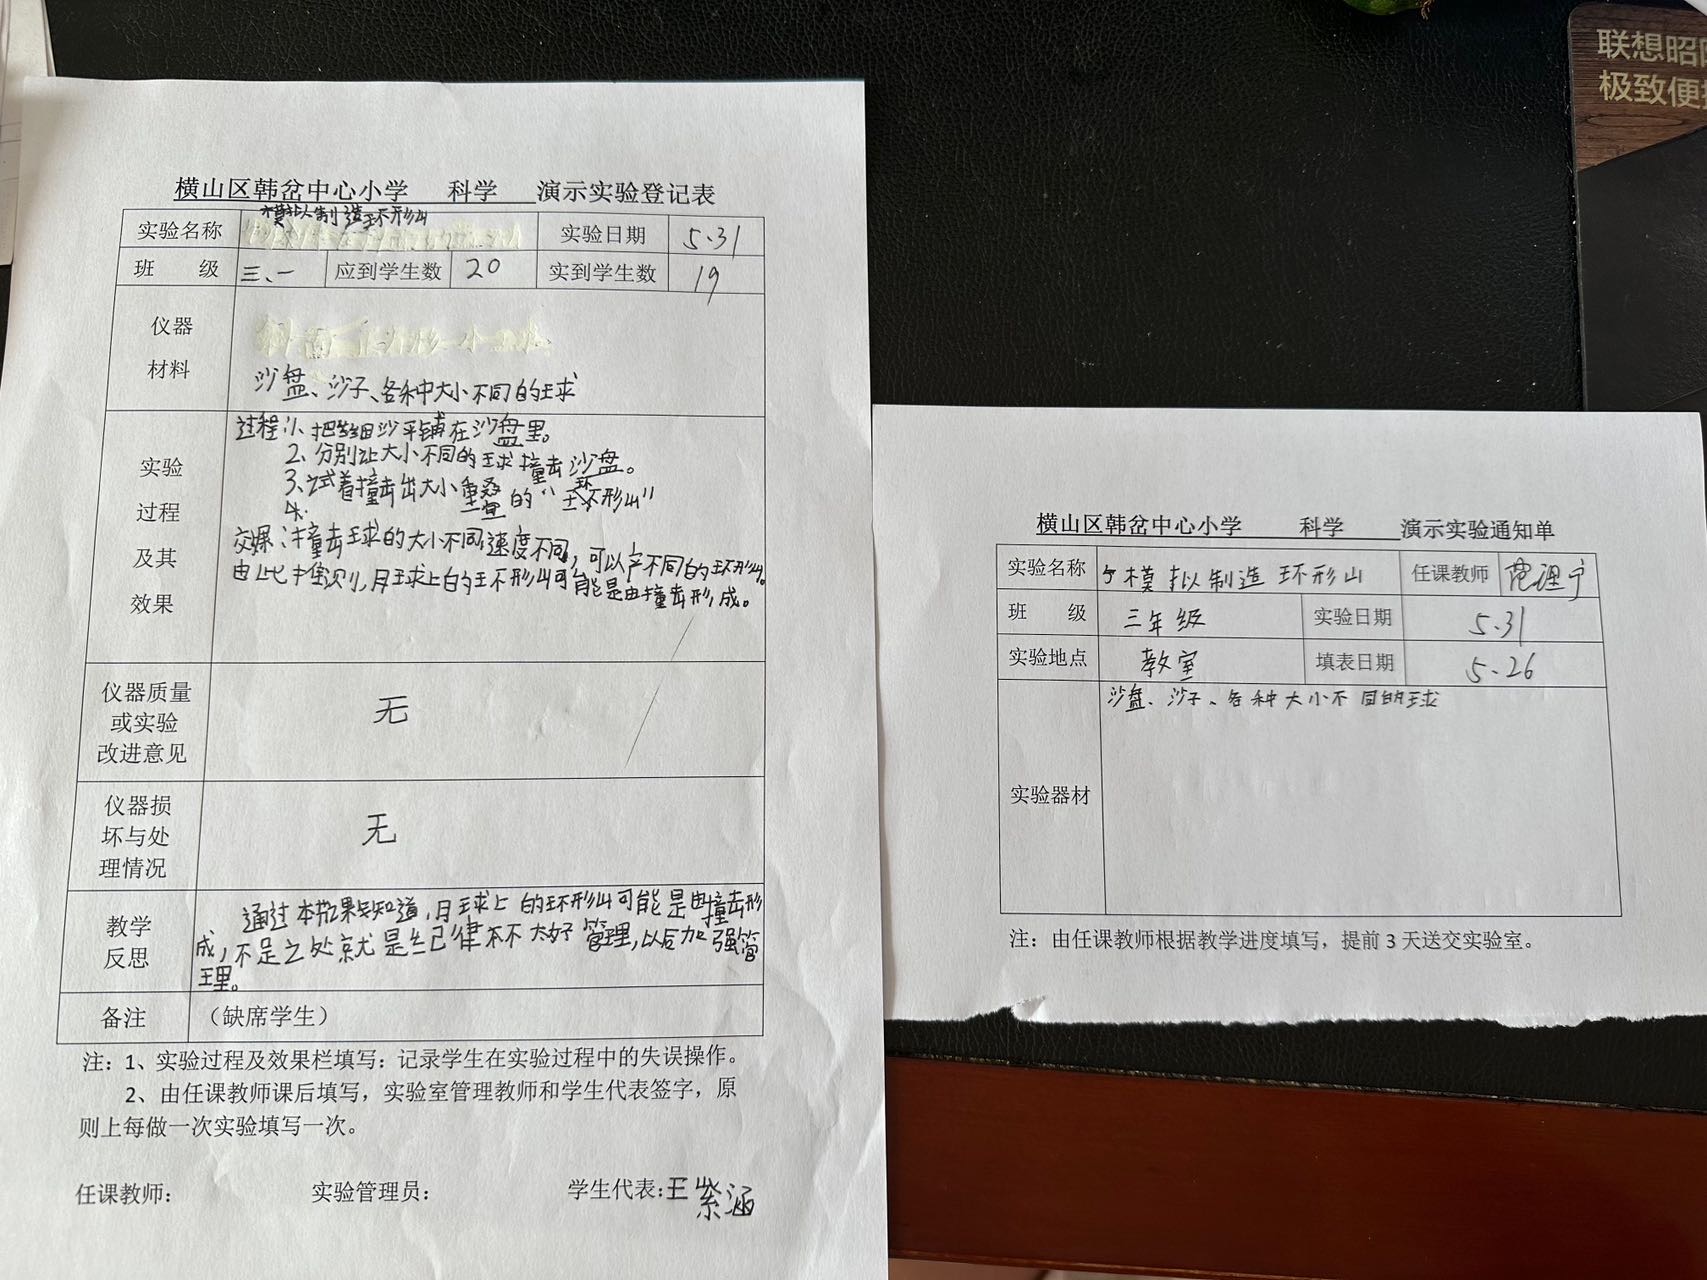 联想昭
极致便
横山区韩岔中心小学 科学 演示实验登记表
实验名称 模拟制造环形山 实验日期 5.31
班 级 三、一 应到学生数 20 实到学生数 19
仪器
材料
沙盘、沙子、各种大小不同的球
实验
过程
及其
效果
过程:1、把细沙平铺在沙盘里。
2、分别让大小不同的球撞击沙盘。
3、试着撞击出大小重叠的“环形山”
4、
效果:撞击球的大小不同,速度不同,可以产不同的环形山。
由此推测,月球上的环形山可能是由撞击形成。
仪器质量
或实验
改进意见
无
仪器损
坏与处
理情况
无
教学
反思
通过本节课知道,月球上的环形山可能是由撞击形
成,不足之处就是纪律不太好管理,以后加强管
理。
备注 (缺席学生)
注:1、实验过程及效果栏填写:记录学生在实验过程中的失误操作。
2、由任课教师课后填写,实验室管理教师和学生代表签字,原
则上每做一次实验填写一次。
任课教师: 实验管理员: 学生代表:王紫涵
横山区韩岔中心小学 科学 演示实验通知单
实验名称 模拟制造环形山 任课教师
班 级 三年级 实验日期 5.31
实验地点 教室 填表日期 5.26
实验器材
沙盘、沙子、各种大小不同的球
注:由任课教师根据教学进度填写,提前3天送交实验室。